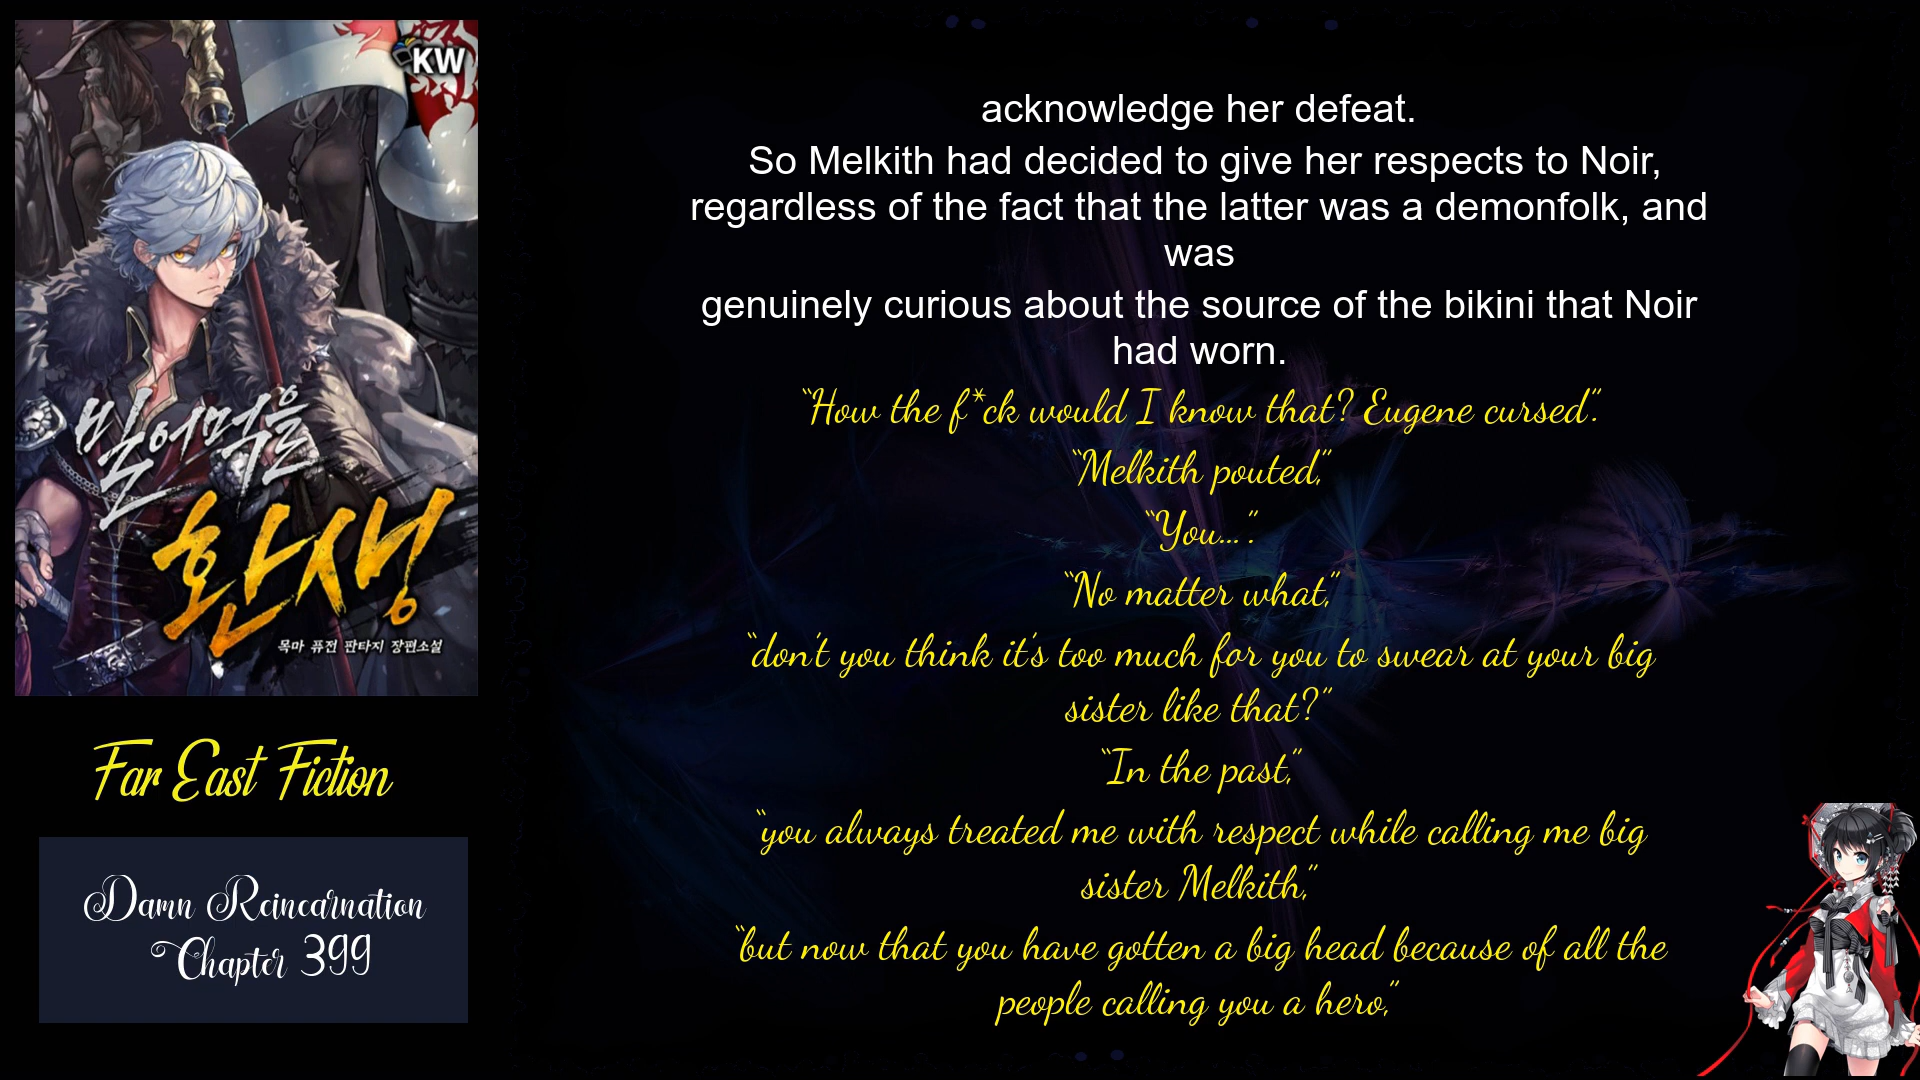 KW
빌어먹을
환생
목마 퓨전 판타지 장편소설
Far East Fiction
Damn Reincarnation
Chapter 399
acknowledge her defeat.
So Melkith had decided to give her respects to Noir,
regardless of the fact that the latter was a demonfolk, and
was
genuinely curious about the source of the bikini that Noir
had worn.
“How the f*ck would I know that? Eugene cursed”.
“Melkith pouted,”
“You...”.
“No matter what,”
“don't you think it's too much for you to swear at your big
sister like that?”
“In the past,”
“you always treated me with respect while calling me big
sister Melkith,”
“but now that you have gotten a big head because of all the
people calling you a hero,”